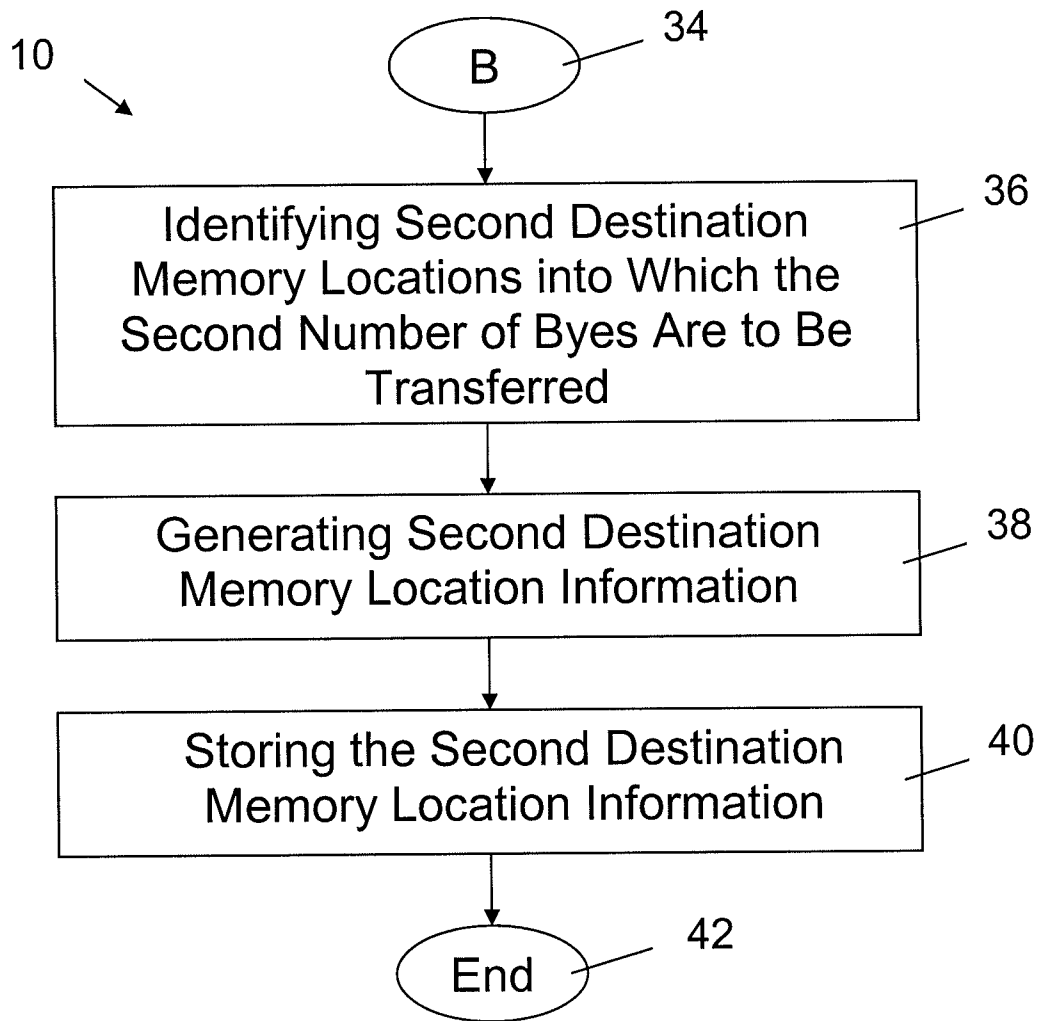 10
B
34
Identifying Second Destination
Memory Locations into Which the
Second Number of Byes Are to Be
Transferred
36
Generating Second Destination
Memory Location Information
38
Storing the Second Destination
Memory Location Information
40
End
42